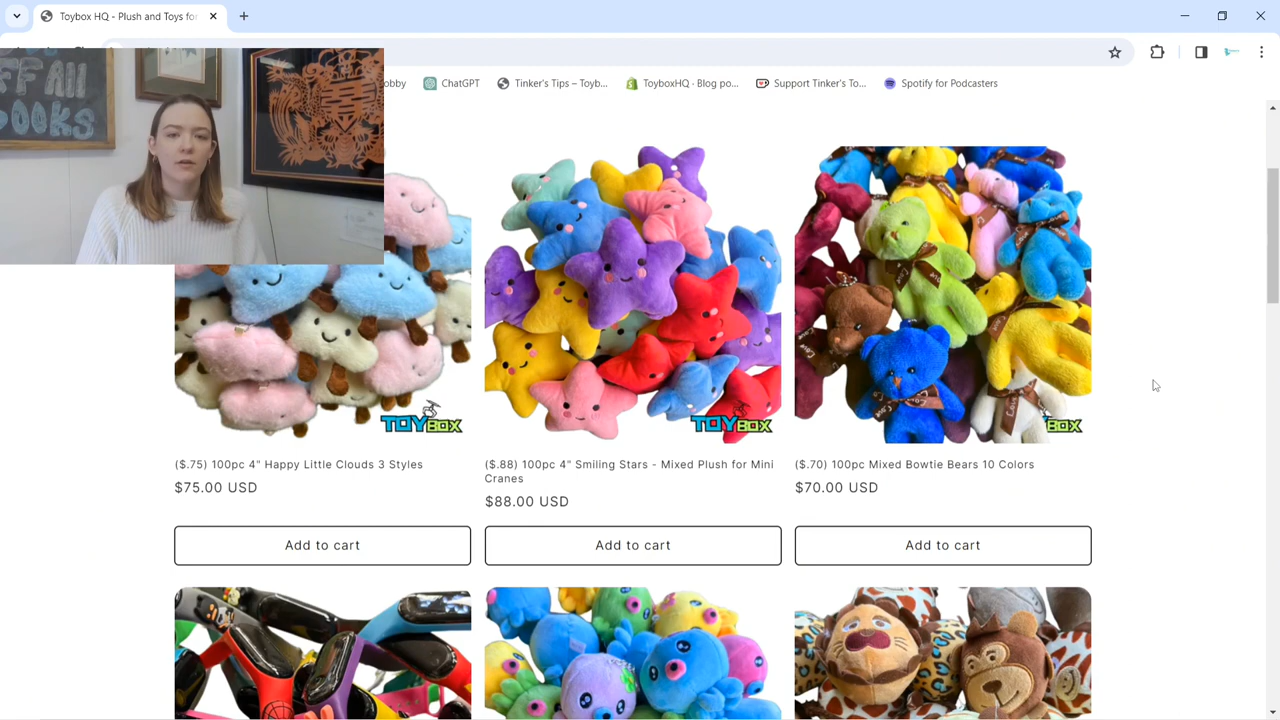 Toybox HQ - Plush and Toys for
obby
ChatGPT
Tinker's Tips – Toyb...
ToyboxHQ · Blog po...
Support Tinker's To...
Spotify for Podcasters
FF All
BOOKS
TOYBOX
TOYBOX
BOX
Love
($.75) 100pc 4" Happy Little Clouds 3 Styles
$75.00 USD
($.88) 100pc 4" Smiling Stars - Mixed Plush for Mini
Cranes
$88.00 USD
($.70) 100pc Mixed Bowtie Bears 10 Colors
$70.00 USD
Add to cart
Add to cart
Add to cart